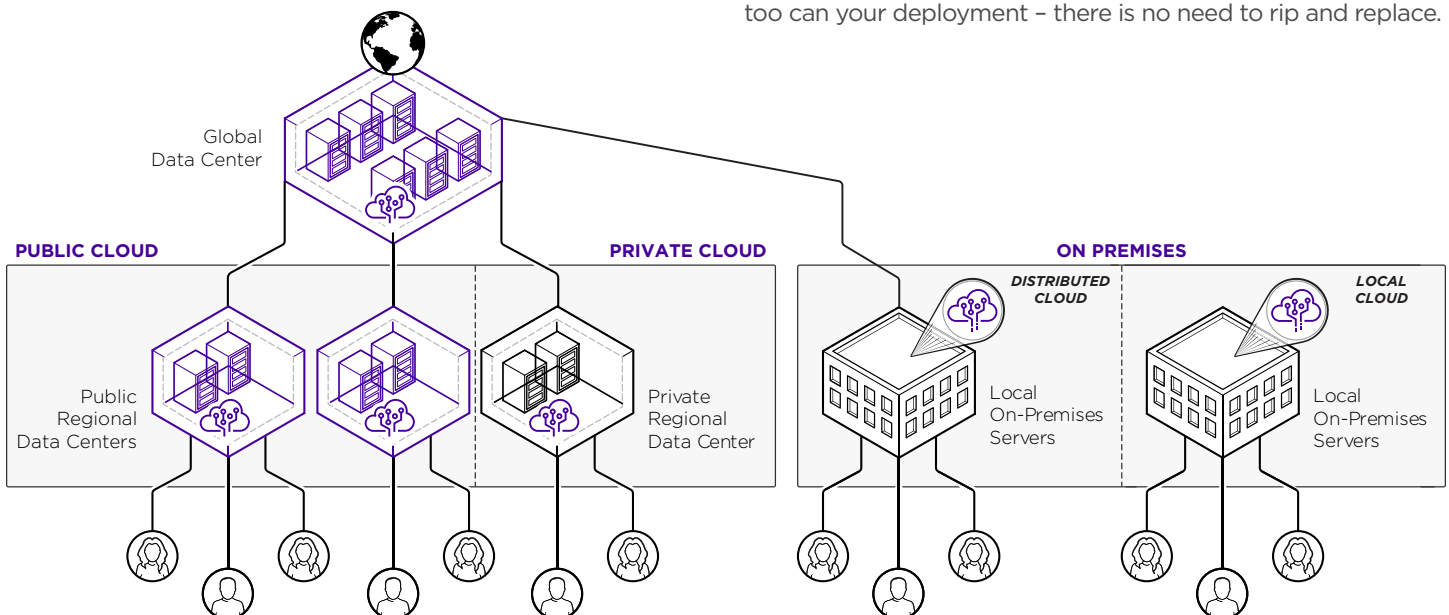 too can your deployment – there is no need to rip and replace.
Global
Data Center
PUBLIC CLOUD
PRIVATE CLOUD
ON PREMISES
DISTRIBUTED
CLOUD
LOCAL
CLOUD
Public
Regional
Data Centers
Private
Regional
Data Center
Local
On-Premises
Servers
Local
On-Premises
Servers